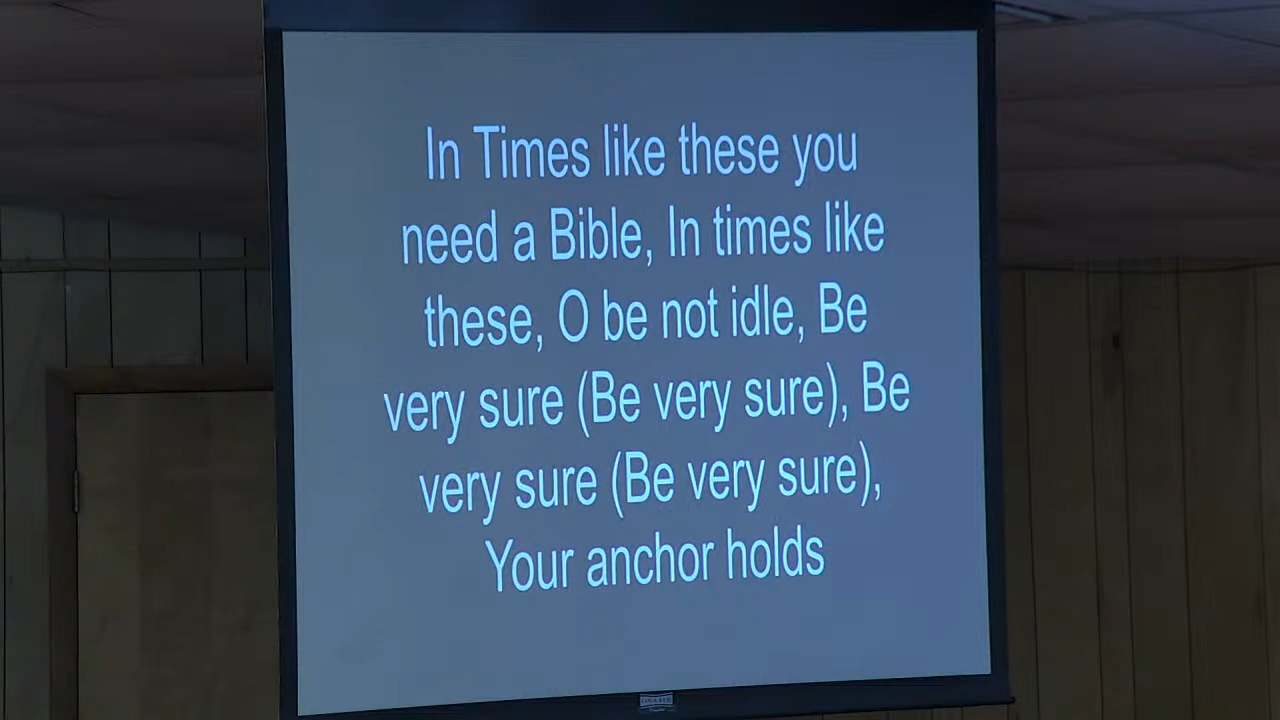 In Times like these you
need a Bible, In times like
these, O be not idle, Be
very sure (Be very sure), Be
very sure (Be very sure),
Your anchor holds